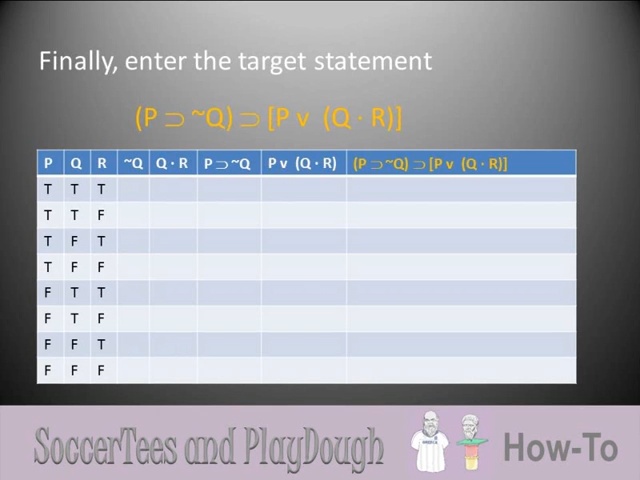 Finally, enter the target statement
(P ⊃ ~Q) ⊃ [P v (Q · R)]
P Q R ~Q Q · R P ⊃ ~Q P v (Q · R) (P ⊃ ~Q) ⊃ [P v (Q · R)]
T T T
T T F
T F T
T F F
F T T
F T F
F F T
F F F
SoccerTees and PlayDough How-To